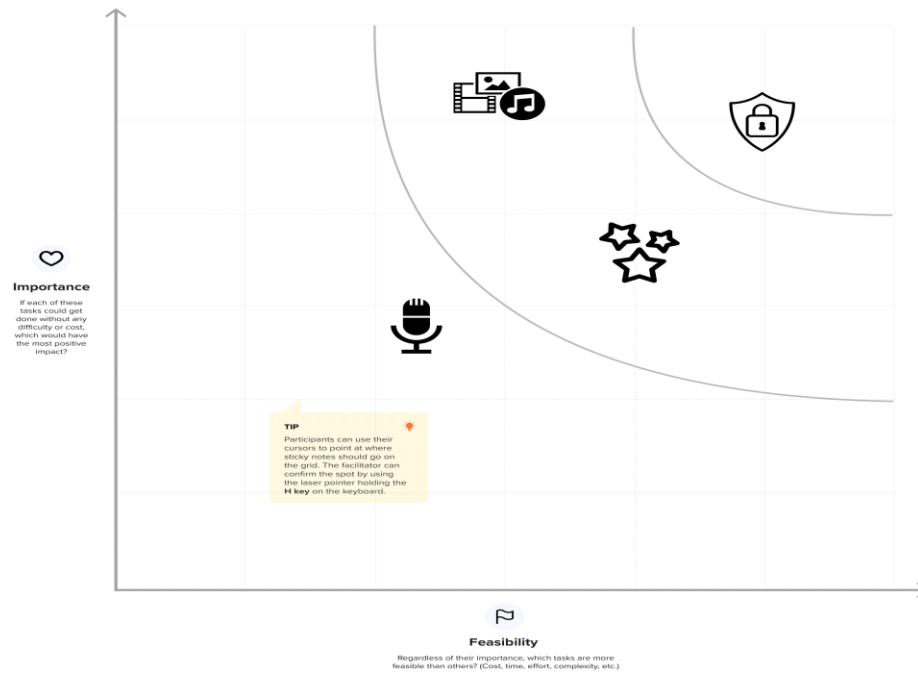 Importance
If each of these
tasks could get
done without any
difficulty or cost,
which would have
the most positive
impact?
TIP
Participants can use their
cursors to point at where
sticky notes should go on
the grid. The facilitator can
confirm the spot by using
the laser pointer holding the
H key on the keyboard.
Feasibility
Regardless of their importance, which tasks are more
feasible than others? (Cost, time, effort, complexity, etc.)